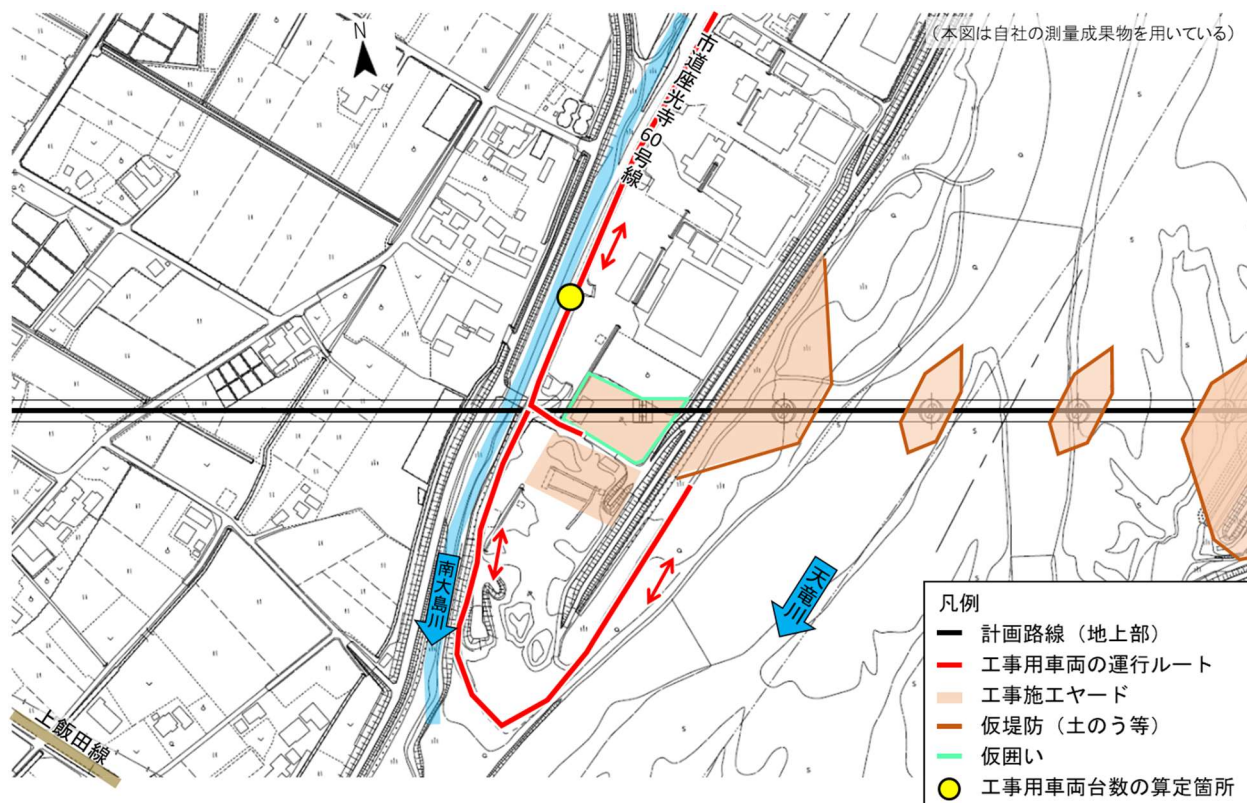 （本図は自社の測量成果物を用いている）
N
市道座光寺60号線
南大島川
天竜川
上飯田線
凡例
計画路線（地上部）
工事用車両の運行ルート
工事施工ヤード
仮堤防（土のう等）
仮囲い
工事用車両台数の算定箇所